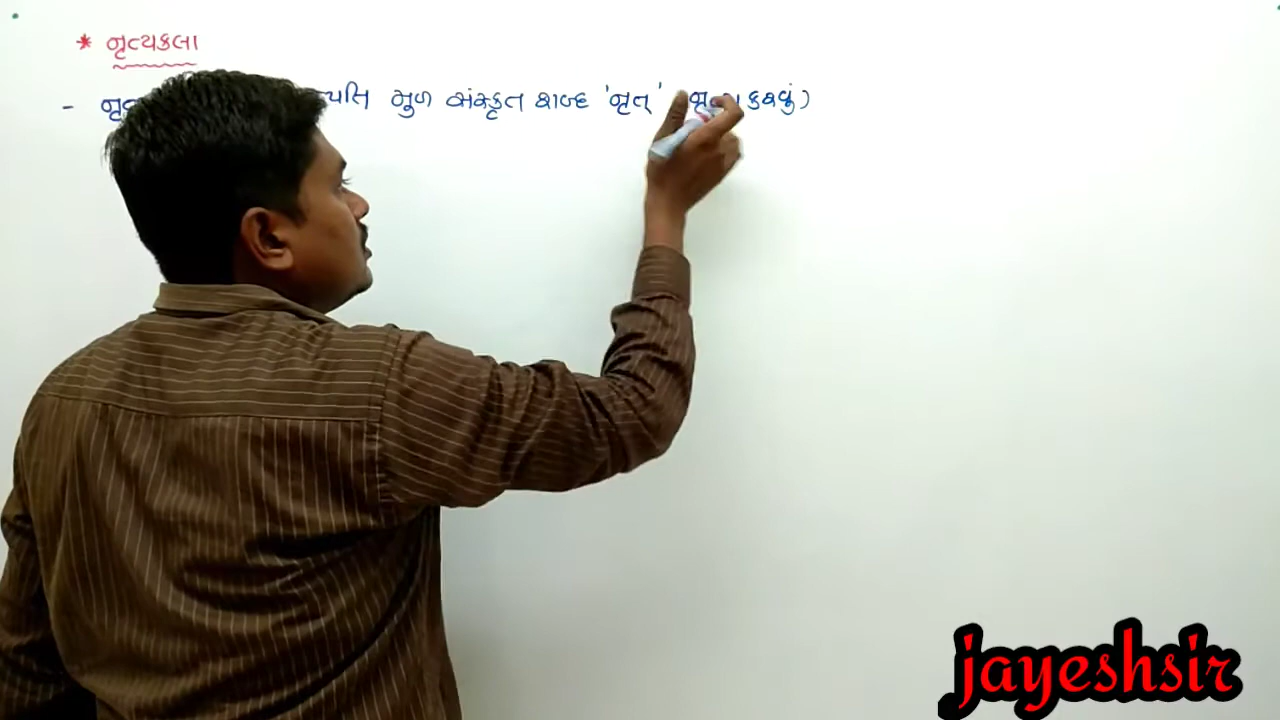 * નૃત્યકલા
- મુળ સંસ્કૃત શબ્દ 'નૃત્' કરવું)
jayeshsir